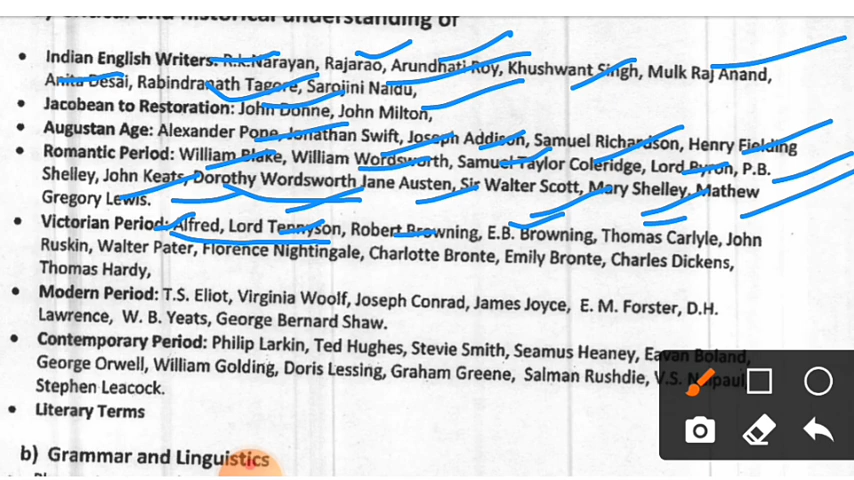 Critical and historical understanding of
• Indian English Writers: R.k.Narayan, Rajarao, Arundhati Roy, Khushwant Singh, Mulk Raj Anand,
Anita Desai, Rabindranath Tagore, Sarojini Naidu,
• Jacobean to Restoration: John Donne, John Milton,
• Augustan Age: Alexander Pope, Jonathan Swift, Joseph Addison, Samuel Richardson, Henry Fielding
• Romantic Period: William Blake, William Wordsworth, Samuel Taylor Coleridge, Lord Byron, P.B.
Shelley, John Keats, Dorothy Wordsworth Jane Austen, Sir Walter Scott, Mary Shelley, Mathew
Gregory Lewis.
• Victorian Period: Alfred, Lord Tennyson, Robert Browning, E.B. Browning, Thomas Carlyle, John
Ruskin, Walter Pater, Florence Nightingale, Charlotte Bronte, Emily Bronte, Charles Dickens,
Thomas Hardy,
• Modern Period: T.S. Eliot, Virginia Woolf, Joseph Conrad, James Joyce, E. M. Forster, D.H.
Lawrence, W. B. Yeats, George Bernard Shaw.
• Contemporary Period: Philip Larkin, Ted Hughes, Stevie Smith, Seamus Heaney, Eavan Boland,
George Orwell, William Golding, Doris Lessing, Graham Greene, Salman Rushdie, V.S. Naipaul,
Stephen Leacock.
• Literary Terms
b) Grammar and Linguistics